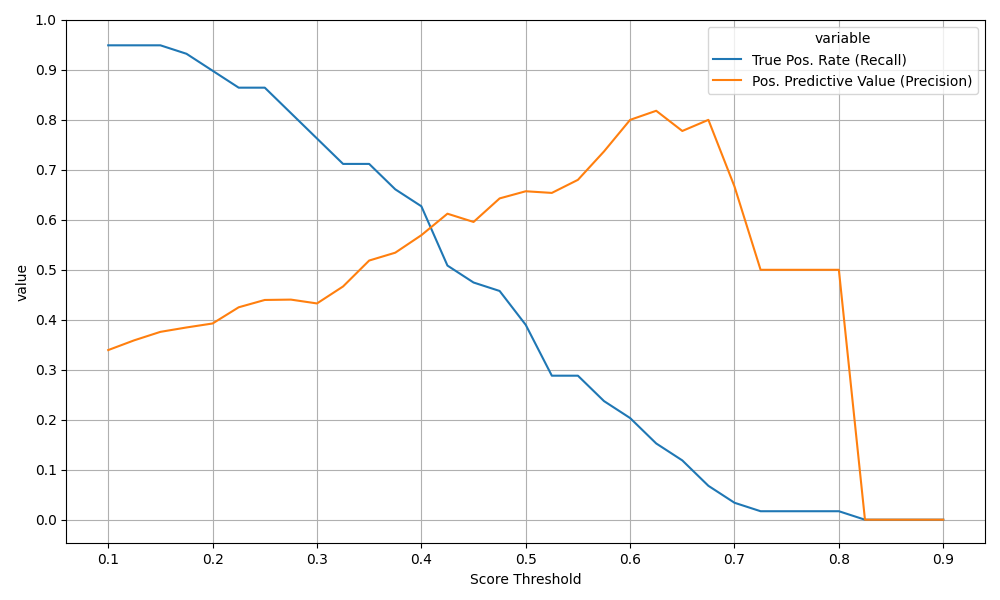 variable
True Pos. Rate (Recall)
Pos. Predictive Value (Precision)
1.0
0.9
0.8
0.7
0.6
0.5
0.4
0.3
0.2
0.1
0.0
value
0.1 0.2 0.3 0.4 0.5 0.6 0.7 0.8 0.9
Score Threshold